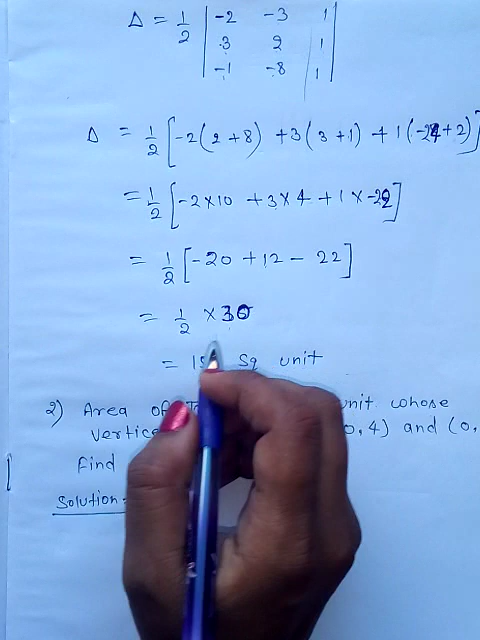 Δ = 1/2 | -2 -3 1 |
| 3 2 1 |
| -1 -8 1 |
Δ = 1/2 [-2(2+8) +3(3+1) +1(-24+2)]
= 1/2 [-2×10 +3×4 +1×-22]
= 1/2 [-20 +12 - 22]
= 1/2 ×30
= 15 Sq unit
2) Area of unit whose
, 4) and (0,
find
Solution